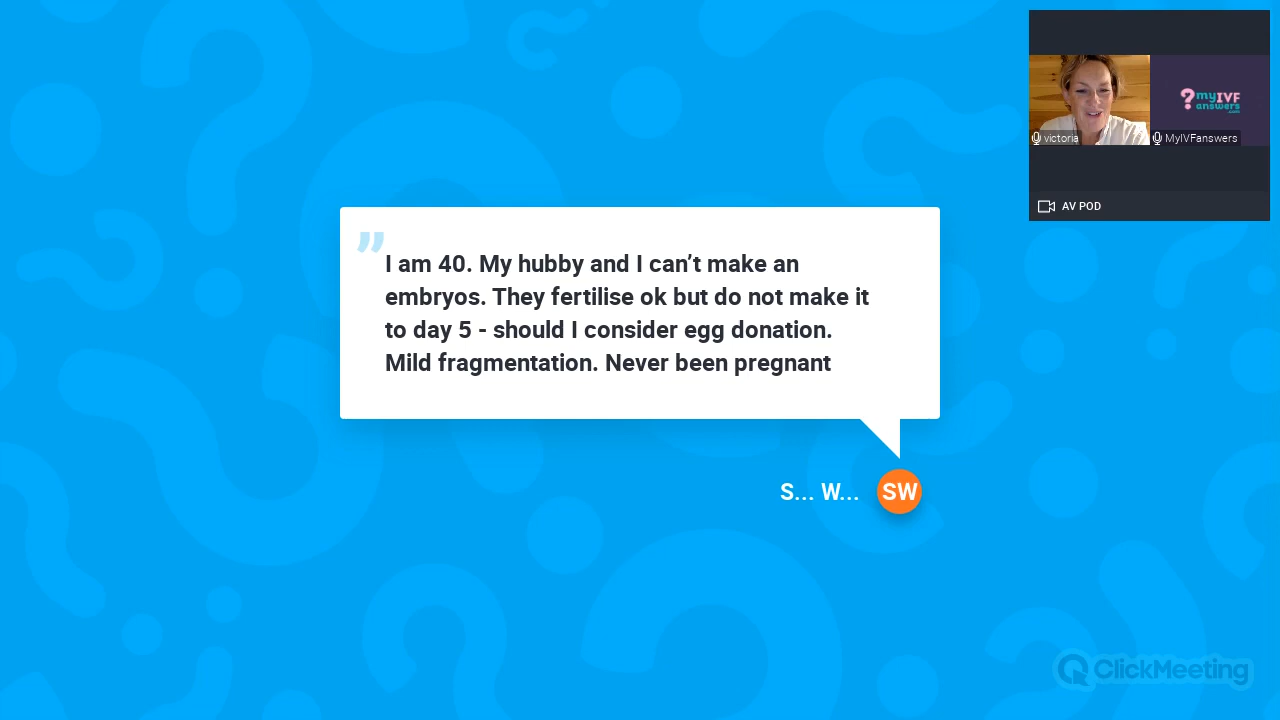 myIVF
answers
.com
victoria
MyIVFanswers
AV POD
I am 40. My hubby and I can’t make an
embryos. They fertilise ok but do not make it
to day 5 - should I consider egg donation.
Mild fragmentation. Never been pregnant
S... W...
SW
ClickMeeting